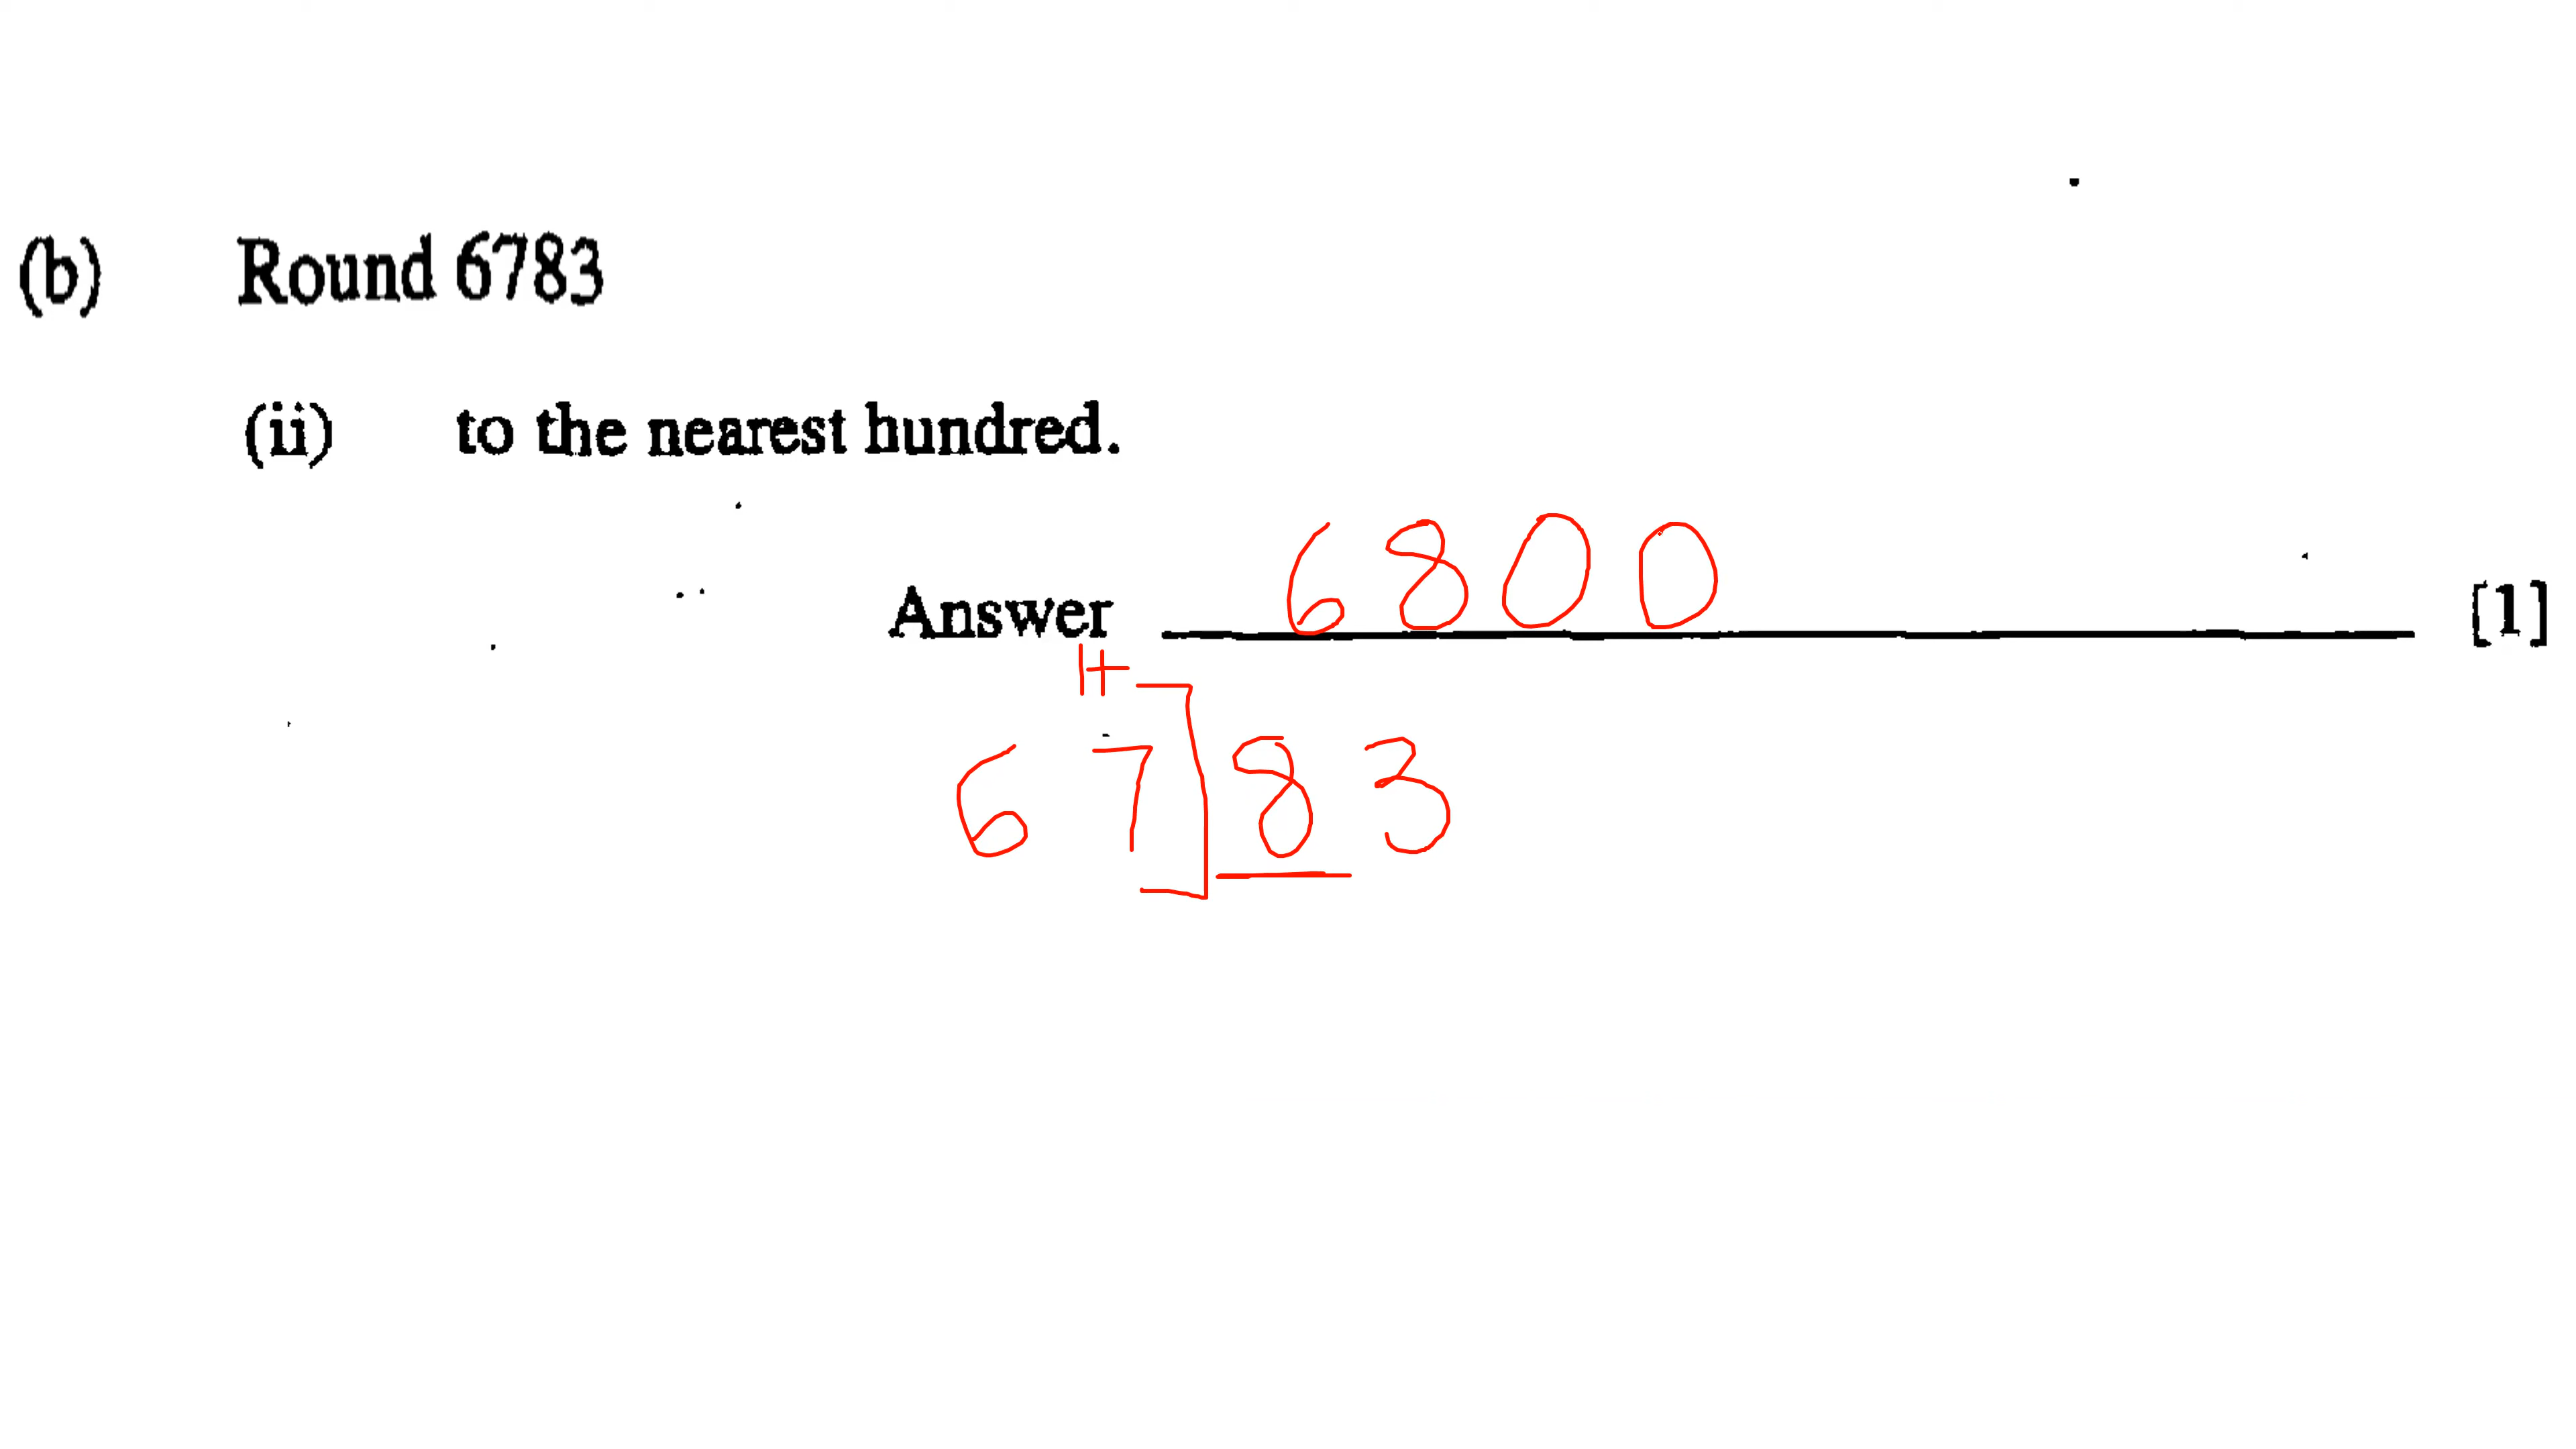 (b) Round 6783
(ii) to the nearest hundred.
Answer 6800 [1]
1+
67]83